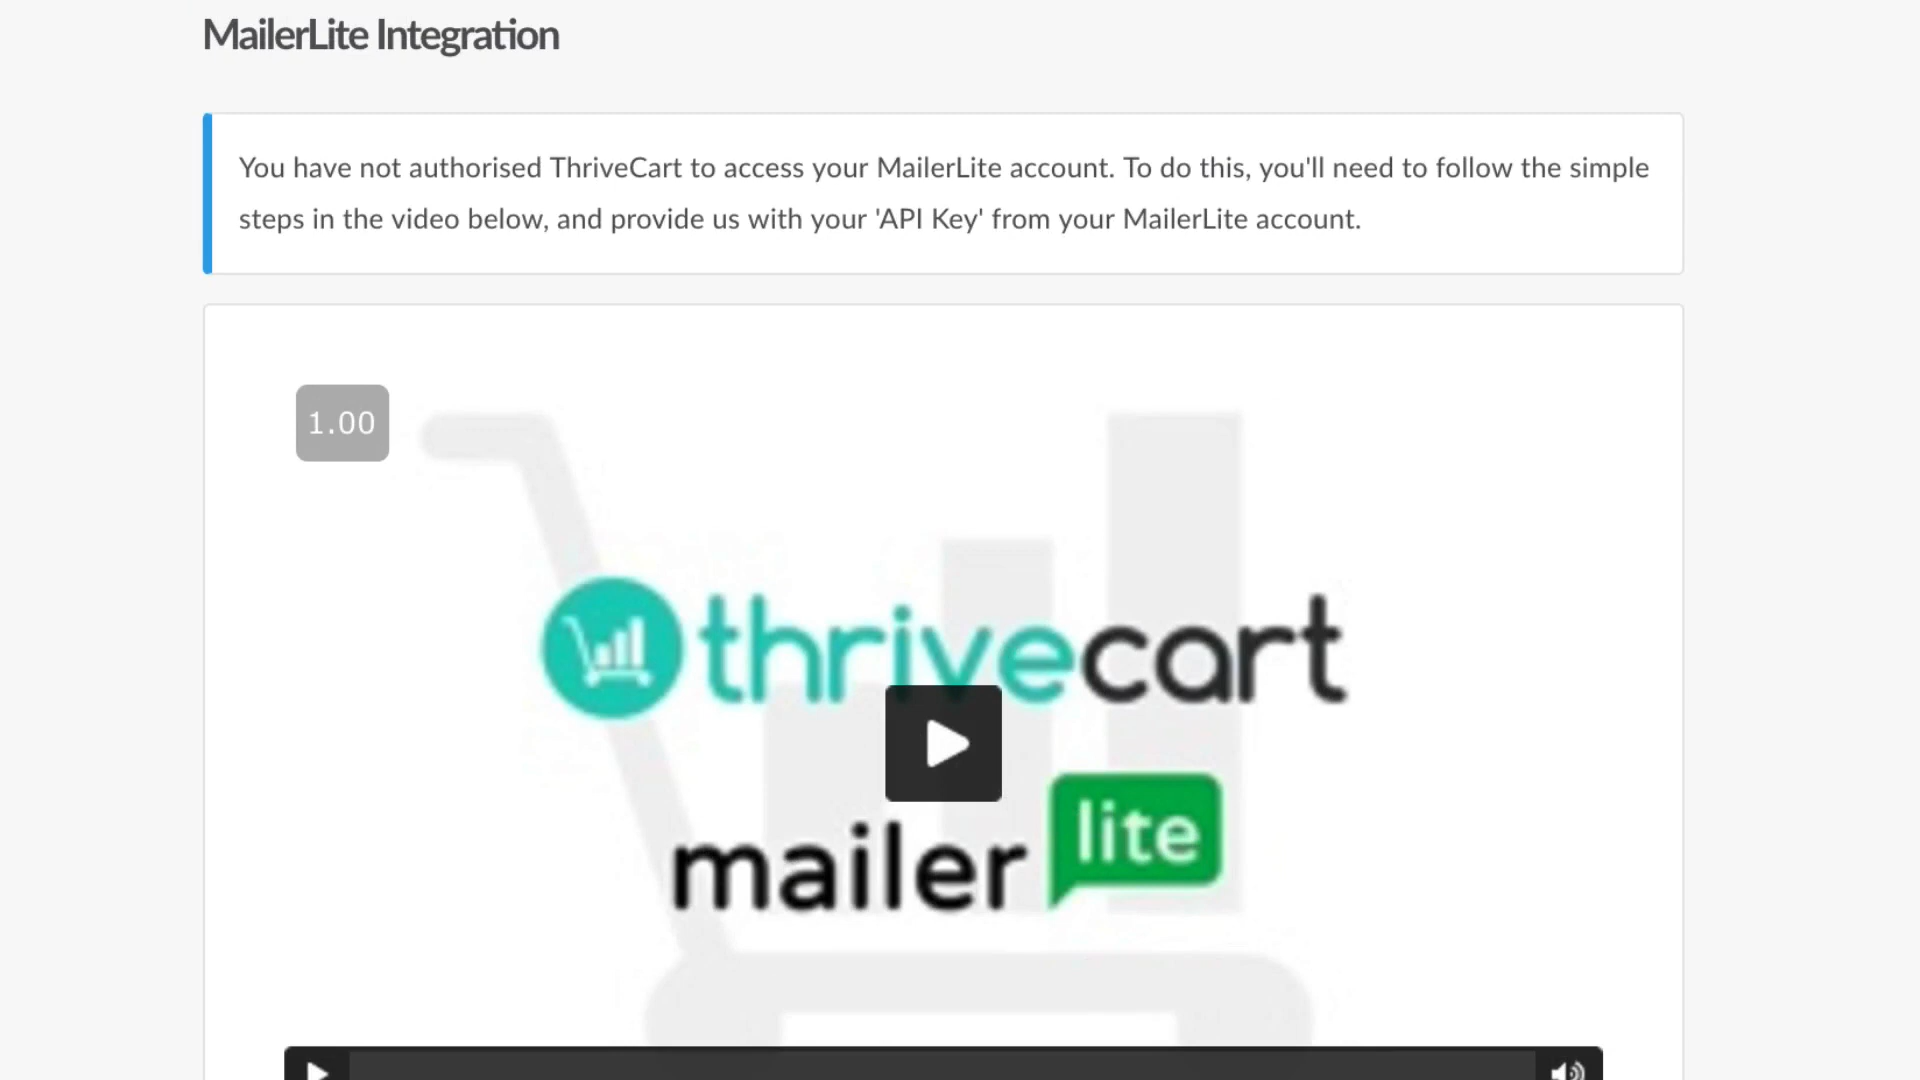 MailerLite Integration
You have not authorised ThriveCart to access your MailerLite account. To do this, you'll need to follow the simple
steps in the video below, and provide us with your 'API Key' from your MailerLite account.
1.00
thrivecart
mailer lite